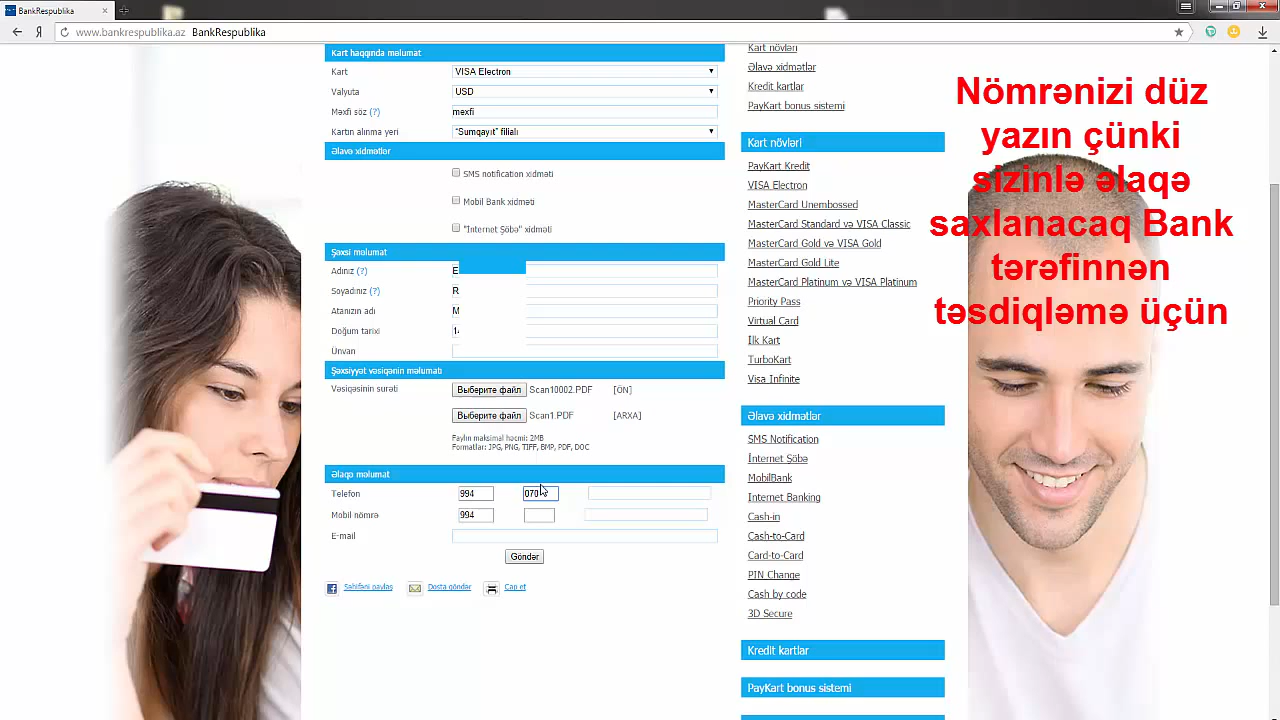 BankRespublika
www.bankrespublika.az BankRespublika
Kart haqqında məlumat
Kart VISA Electron
Valyuta USD
Məxfi söz (?) mexfi
Kartın alınma yeri "Sumqayıt" filialı
Əlavə xidmətlər
SMS notification xidməti
Mobil Bank xidməti
"İnternet Şöbə" xidməti
Şəxsi məlumat
Adınız (?) E
Soyadınız (?) R
Atanızın adı M
Doğum tarixi 14
Ünvan
Şəxsiyyət vəsiqənin məlumatı
Vəsiqəsinin surəti Выберите файл Scan10002.PDF [ÖN]
Выберите файл Scan1.PDF [ARXA]
Faylın maksimal həcmi: 2MB
Formatlar: JPG, PNG, TIFF, BMP, PDF, DOC
Əlaqə məlumat
Telefon 994 070
Mobil nömrə 994
E-mail
Göndər
Səhifəni paylaş Dosta göndər Çap et
Kart növləri
Əlavə xidmətlər
Kredit kartlar
PayKart bonus sistemi
Kart növləri
PayKart Kredit
VISA Electron
MasterCard Unembossed
MasterCard Standard və VISA Classic
MasterCard Gold və VISA Gold
MasterCard Gold Lite
MasterCard Platinum və VISA Platinum
Priority Pass
Virtual Card
İlk Kart
TurboKart
Visa Infinite
Əlavə xidmətlər
SMS Notification
İnternet Şöbə
MobilBank
Internet Banking
Cash-in
Cash-to-Card
Card-to-Card
PIN Change
Cash by code
3D Secure
Kredit kartlar
PayKart bonus sistemi
Nömrənizi düz
yazın çünki
sizinlə əlaqə
saxlanacaq Bank
tərəfinnən
təsdiqləmə üçün